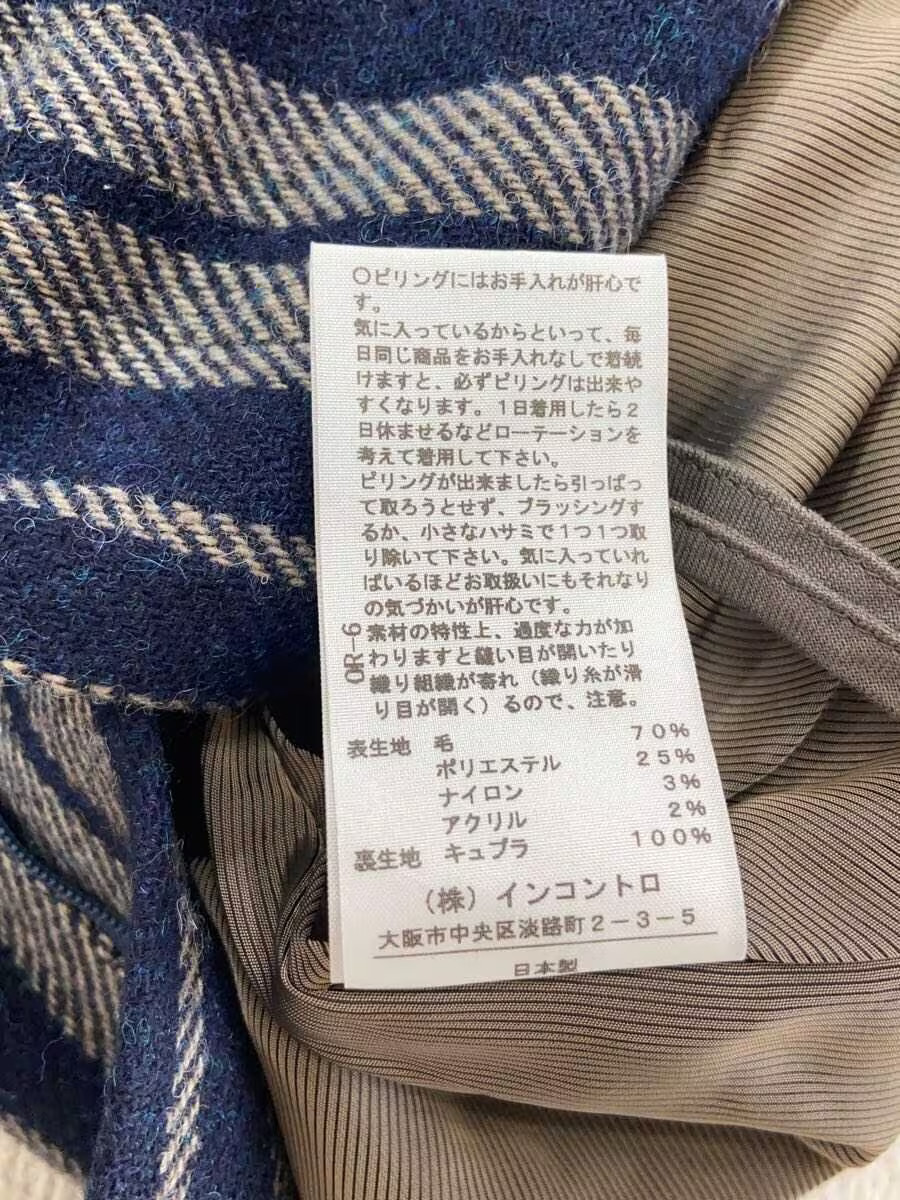 ○ピリングにはお手入れが肝心で
す。
気に入っているからといって、毎
日同じ商品をお手入れなしで着続
けますと、必ずピリングは出来や
すくなります。1日着用したら2
日休ませるなどローテーションを
考えて着用して下さい。
ピリングが出来ましたら引っぱっ
て取ろうとせず、ブラッシングす
るか、小さなハサミで1つ1つ取
り除いて下さい。気に入っていれ
ばいるほどお取扱いにもそれなり
の気づかいが肝心です。
素材の特性上、過度な力が加
わりますと縫い目が開いたり
織り組織が寄れ（織り糸が滑
り目が開く）るので、注意。
OR-6
表生地 毛 70%
ポリエステル 25%
ナイロン 3%
アクリル 2%
裏生地 キュプラ 100%
（株）インコントロ
大阪市中央区淡路町2-3-5
日本製